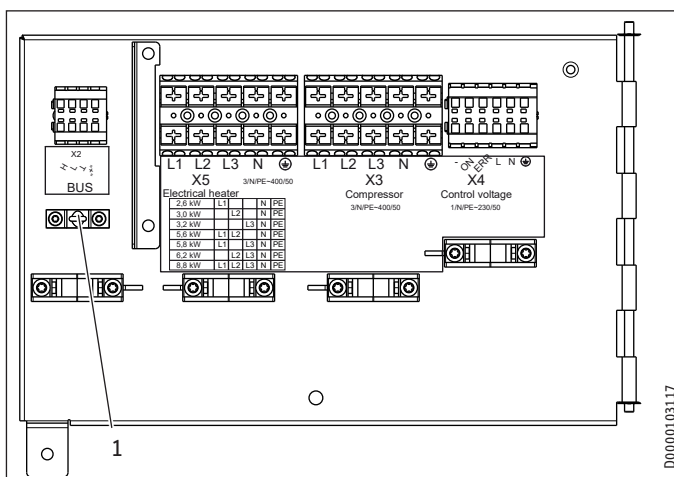 X2
H L ⊥ "+"
BUS
L1 L2 L3 N
X5 3/N/PE~400/50
Electrical heater
2,6 kW L1 N PE
3,0 kW L2 N PE
3,2 kW L3 N PE
5,6 kW L1 L2 N PE
5,8 kW L1 L3 N PE
6,2 kW L2 L3 N PE
8,8 kW L1 L2 L3 N PE
L1 L2 L3 N
X3
Compressor
3/N/PE~400/50
- ON ERR L N
X4
Control voltage
1/N/PE~230/50
1
D0000103117